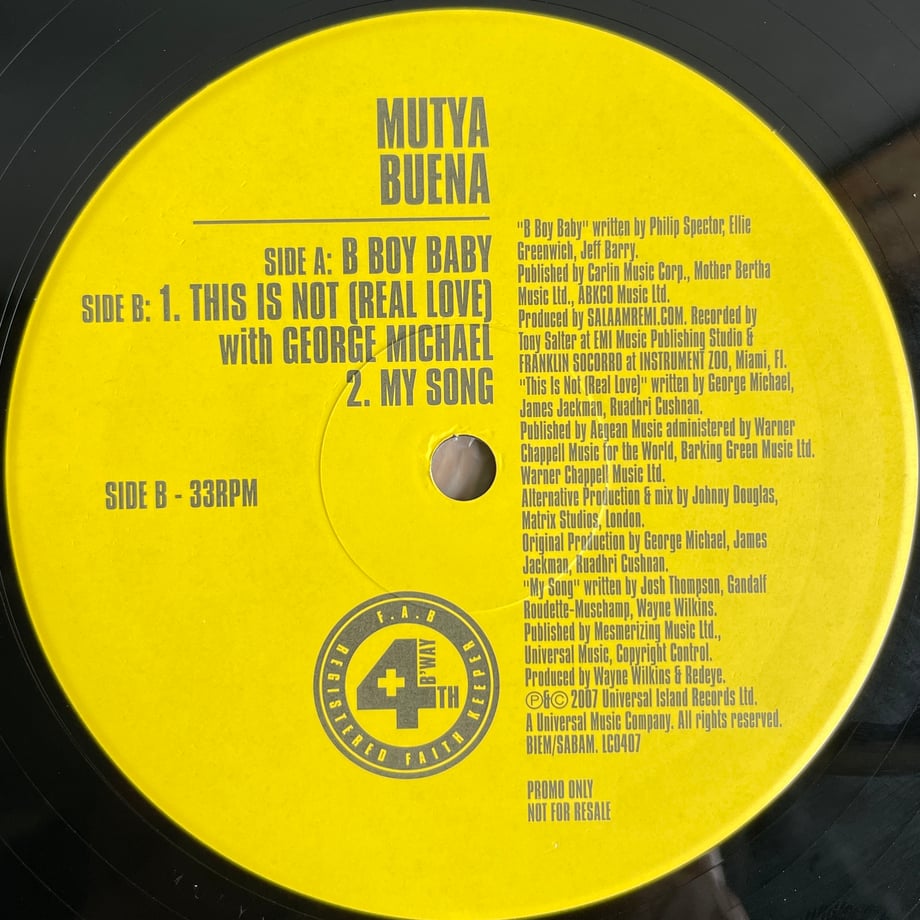 MUTYA
BUENA
SIDE A: B BOY BABY
SIDE B: 1. THIS IS NOT (REAL LOVE)
with GEORGE MICHAEL
2. MY SONG
SIDE B - 33RPM
F.A.B
REGISTERED FAITH KEEPER
4TH B'WAY
"B Boy Baby" written by Philip Spector, Ellie
Greenwich, Jeff Barry.
Published by Carlin Music Corp., Mother Bertha
Music Ltd., ABKCO Music Ltd.
Produced by SALAAMREMI.COM. Recorded by
Tony Salter at EMI Music Publishing Studio &
FRANKLIN SOCORRO at INSTRUMENT ZOO, Miami, Fl.
"This Is Not (Real Love)" written by George Michael,
James Jackman, Ruadhri Cushnan.
Published by Aegean Music administered by Warner
Chappell Music for the World, Barking Green Music Ltd.
Warner Chappell Music Ltd.
Alternative Production & mix by Johnny Douglas,
Matrix Studios, London.
Original Production by George Michael, James
Jackman, Ruadhri Cushnan.
"My Song" written by Josh Thompson, Gandalf
Roudette-Muschamp, Wayne Wilkins.
Published by Mesmerizing Music Ltd.,
Universal Music, Copyright Control.
Produced by Wayne Wilkins & Redeye.
℗&© 2007 Universal Island Records Ltd.
A Universal Music Company. All rights reserved.
BIEM/SABAM. LC0407
PROMO ONLY
NOT FOR RESALE